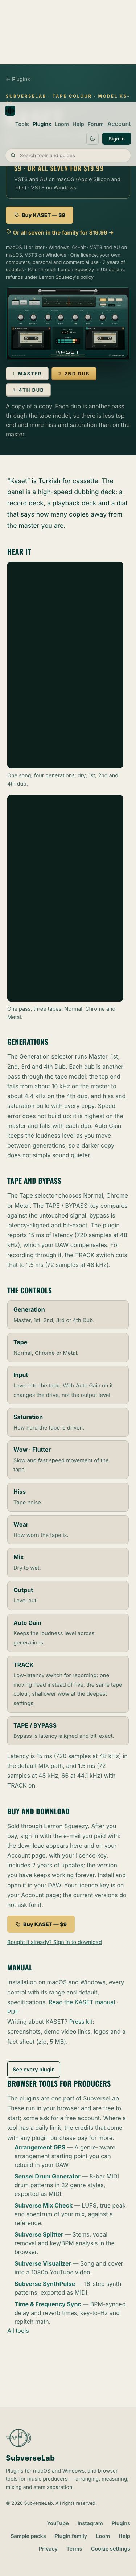 ← Plugins
SUBVERSELAB · TAPE COLOUR · MODEL KS-
Tools Plugins Loom Help Forum Account
Sign In
Search tools and guides
$9 · OR ALL SEVEN FOR $19.99
VST3 and AU on macOS (Apple Silicon and
Intel) · VST3 on Windows
Buy KASET — $9
Or all seven in the family for $19.99 →
macOS 11 or later · Windows, 64-bit · VST3 and AU on
macOS, VST3 on Windows · One licence, your own
computers, personal and commercial use · 2 years of
updates · Paid through Lemon Squeezy in US dollars;
refunds under Lemon Squeezy's policy
KASET
1 MASTER
2 2ND DUB
3 4TH DUB
A copy of a copy. Each dub is another pass
through the tape model, so there is less top
end and more hiss and saturation than on the
master.
"Kaset" is Turkish for cassette. The
panel is a high-speed dubbing deck: a
record deck, a playback deck and a dial
that says how many copies away from
the master you are.
HEAR IT
One song, four generations: dry, 1st, 2nd and
4th dub.
One pass, three tapes: Normal, Chrome and
Metal.
GENERATIONS
The Generation selector runs Master, 1st,
2nd, 3rd and 4th Dub. Each dub is another
pass through the tape model: the top end
falls from about 10 kHz on the master to
about 4.4 kHz on the 4th dub, and hiss and
saturation build with every copy. Speed
error does not build up: it is highest on the
master and falls with each dub. Auto Gain
keeps the loudness level as you move
between generations, so a darker copy
does not simply sound quieter.
TAPE AND BYPASS
The Tape selector chooses Normal, Chrome
or Metal. The TAPE / BYPASS key compares
against the untouched signal: bypass is
latency-aligned and bit-exact. The plugin
reports 15 ms of latency (720 samples at 48
kHz), which your DAW compensates. For
recording through it, the TRACK switch cuts
that to 1.5 ms (72 samples at 48 kHz).
THE CONTROLS
Generation
Master, 1st, 2nd, 3rd or 4th Dub.
Tape
Normal, Chrome or Metal.
Input
Level into the tape. With Auto Gain on it
changes the drive, not the output level.
Saturation
How hard the tape is driven.
Wow · Flutter
Slow and fast speed movement of the
tape.
Hiss
Tape noise.
Wear
How worn the tape is.
Mix
Dry to wet.
Output
Level out.
Auto Gain
Keeps the loudness level across
generations.
TRACK
Low-latency switch for recording: one
moving head instead of five, the same tape
colour, shallower wow at the deepest
settings.
TAPE / BYPASS
Bypass is latency-aligned and bit-exact.
Latency is 15 ms (720 samples at 48 kHz) in
the default MIX path, and 1.5 ms (72
samples at 48 kHz, 66 at 44.1 kHz) with
TRACK on.
BUY AND DOWNLOAD
Sold through Lemon Squeezy. After you
pay, sign in with the e-mail you paid with:
the download appears below and on your
Account page, with your licence key.
Includes 2 years of updates; the version
you have keeps working forever. Install and
open it in your DAW. Your licence key is on
your Account page; the current version does
not ask for it.
Buy KASET — $9
Bought it already? Sign in to download
MANUAL
Installation on macOS and Windows, every
control with its range and default,
specifications. Read the KASET manual ·
PDF
Writing about KASET? Press kit:
screenshots, demo video, links, logos and a
fact sheet (zip, 5 MB).
See every plugin
BROWSER TOOLS FOR PRODUCERS
The plugins are one part of SubverseLab.
These run in your browser and are free to
start; some ask for a free account. Where a
tool has a daily limit, the credits that come
with any plugin purchase pay for more.
Arrangement GPS — A genre-aware
arrangement starting point you can
rebuild in your DAW.
Sensei Drum Generator — 8-bar MIDI
drum patterns in 22 genre styles,
exported as MIDI.
Subverse Mix Check — LUFS, true peak
and spectrum of your mix, against a
reference.
Subverse Splitter — Stems, vocal
removal and key/BPM analysis in the
browser.
Subverse Visualizer — Song and cover
into a 1080p YouTube video.
Subverse SynthPulse — 16-step synth
patterns, exported as MIDI.
Time & Frequency Sync — BPM-synced
delay and reverb times, key-to-Hz and
repitch math.
All tools
SUBVERSELAB
Plugins for macOS and Windows, and browser
tools for music producers — arranging, measuring,
mixing and stem separation.
© 2026 SubverseLab. All rights reserved.
YouTube Instagram Plugins
Sample packs Plugin family Loom Help
Privacy Terms Cookie settings